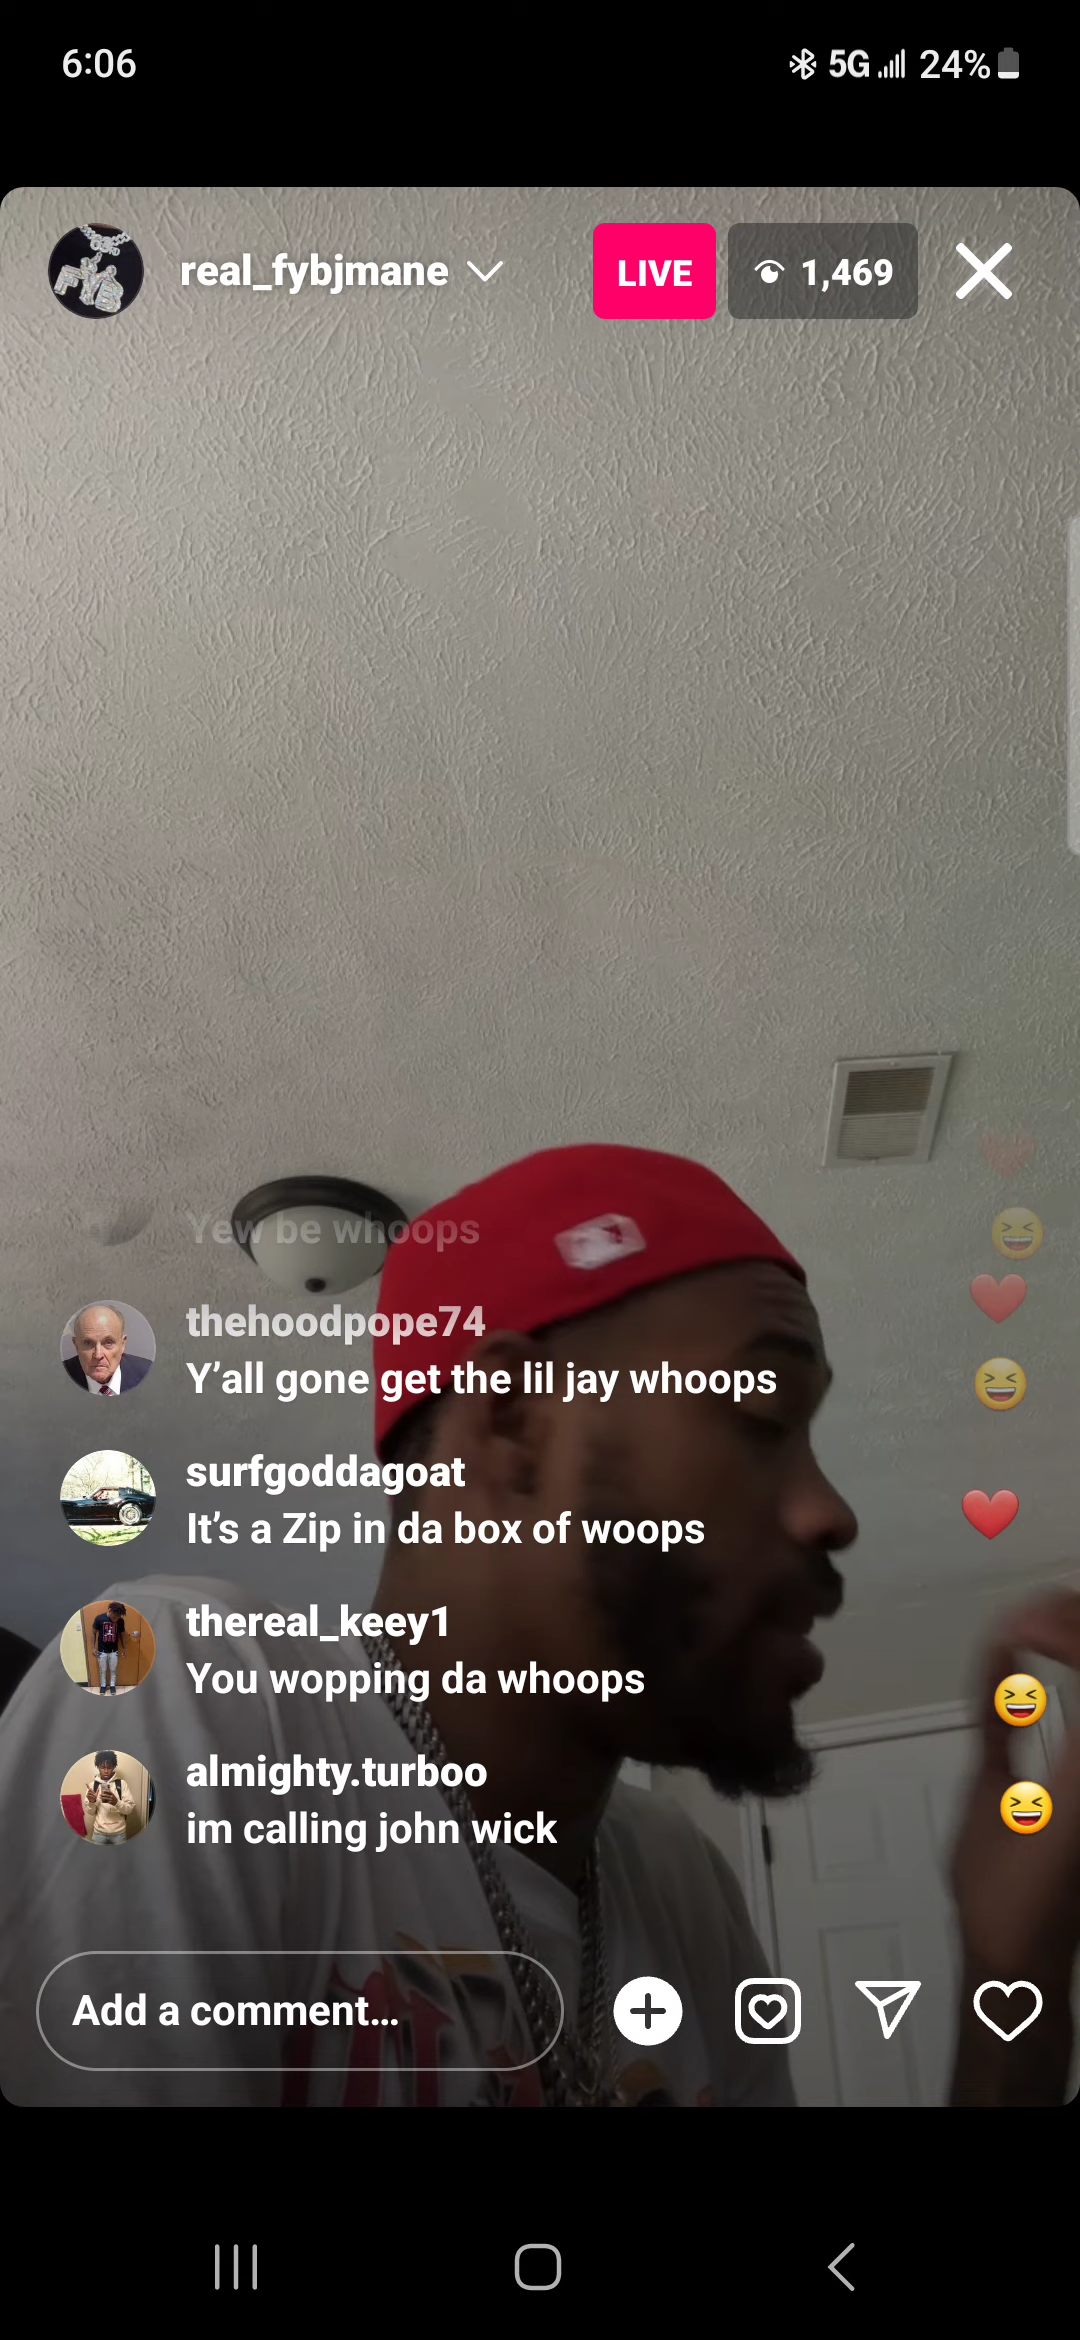 6:06
5G 24%
real_fybjmane
LIVE
1,469
Yew be whoops
thehoodpope74
Y’all gone get the lil jay whoops
surfgoddagoat
It’s a Zip in da box of woops
thereal_keey1
You wopping da whoops
almighty.turboo
im calling john wick
Add a comment...